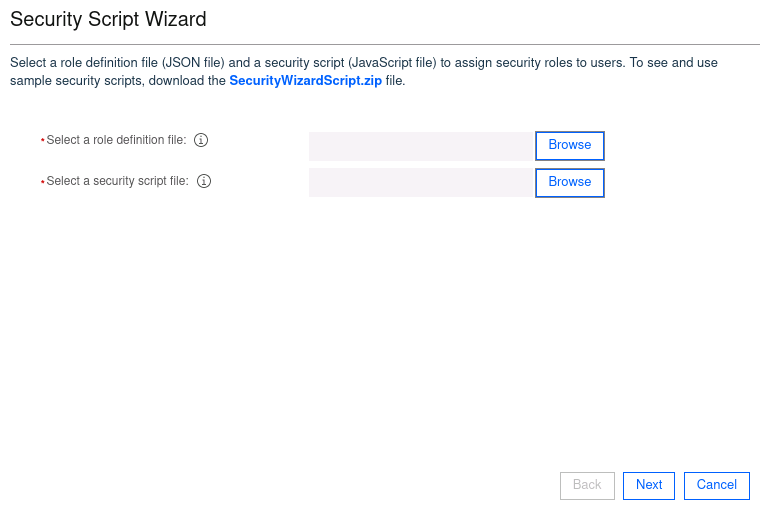 Security Script Wizard
Select a role definition file (JSON file) and a security script (JavaScript file) to assign security roles to users. To see and use
sample security scripts, download the SecurityWizardScript.zip file.
*Select a role definition file: Browse
*Select a security script file: Browse
Back Next Cancel